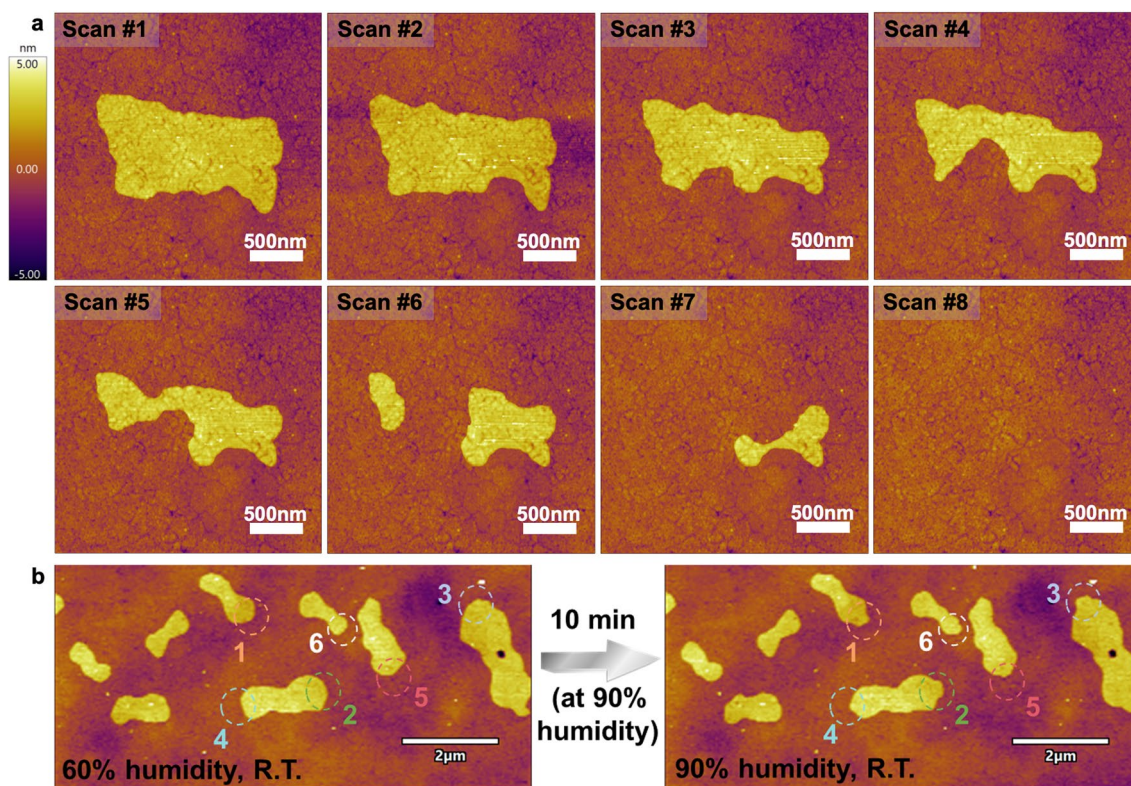 a
nm
5.00
0.00
-5.00
Scan #1
500nm
Scan #2
500nm
Scan #3
500nm
Scan #4
500nm
Scan #5
500nm
Scan #6
500nm
Scan #7
500nm
Scan #8
500nm
b
1
6
3
5
2
4
2μm
60% humidity, R.T.
10 min
(at 90%
humidity)
1
6
3
5
2
4
2μm
90% humidity, R.T.